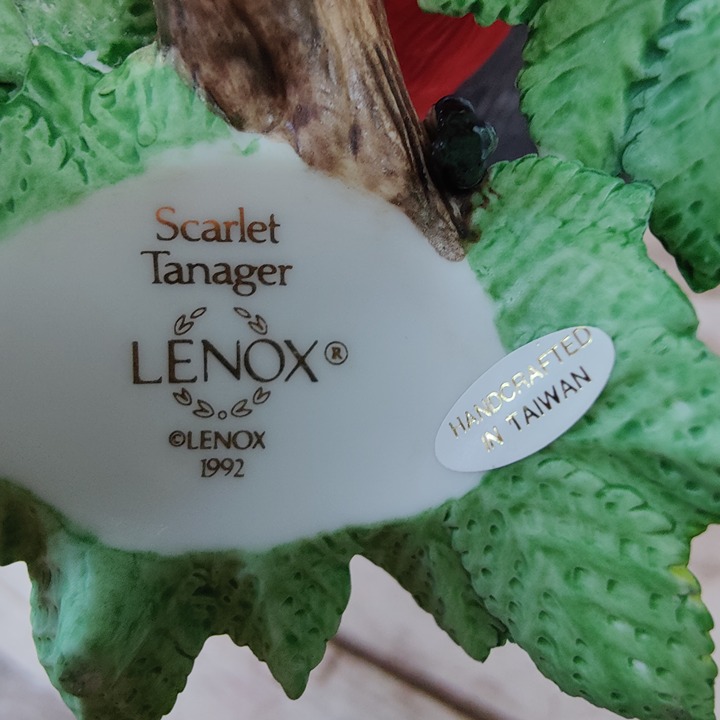 Scarlet
Tanager
LENOX®
©LENOX
1992
HANDCRAFTED
IN TAIWAN